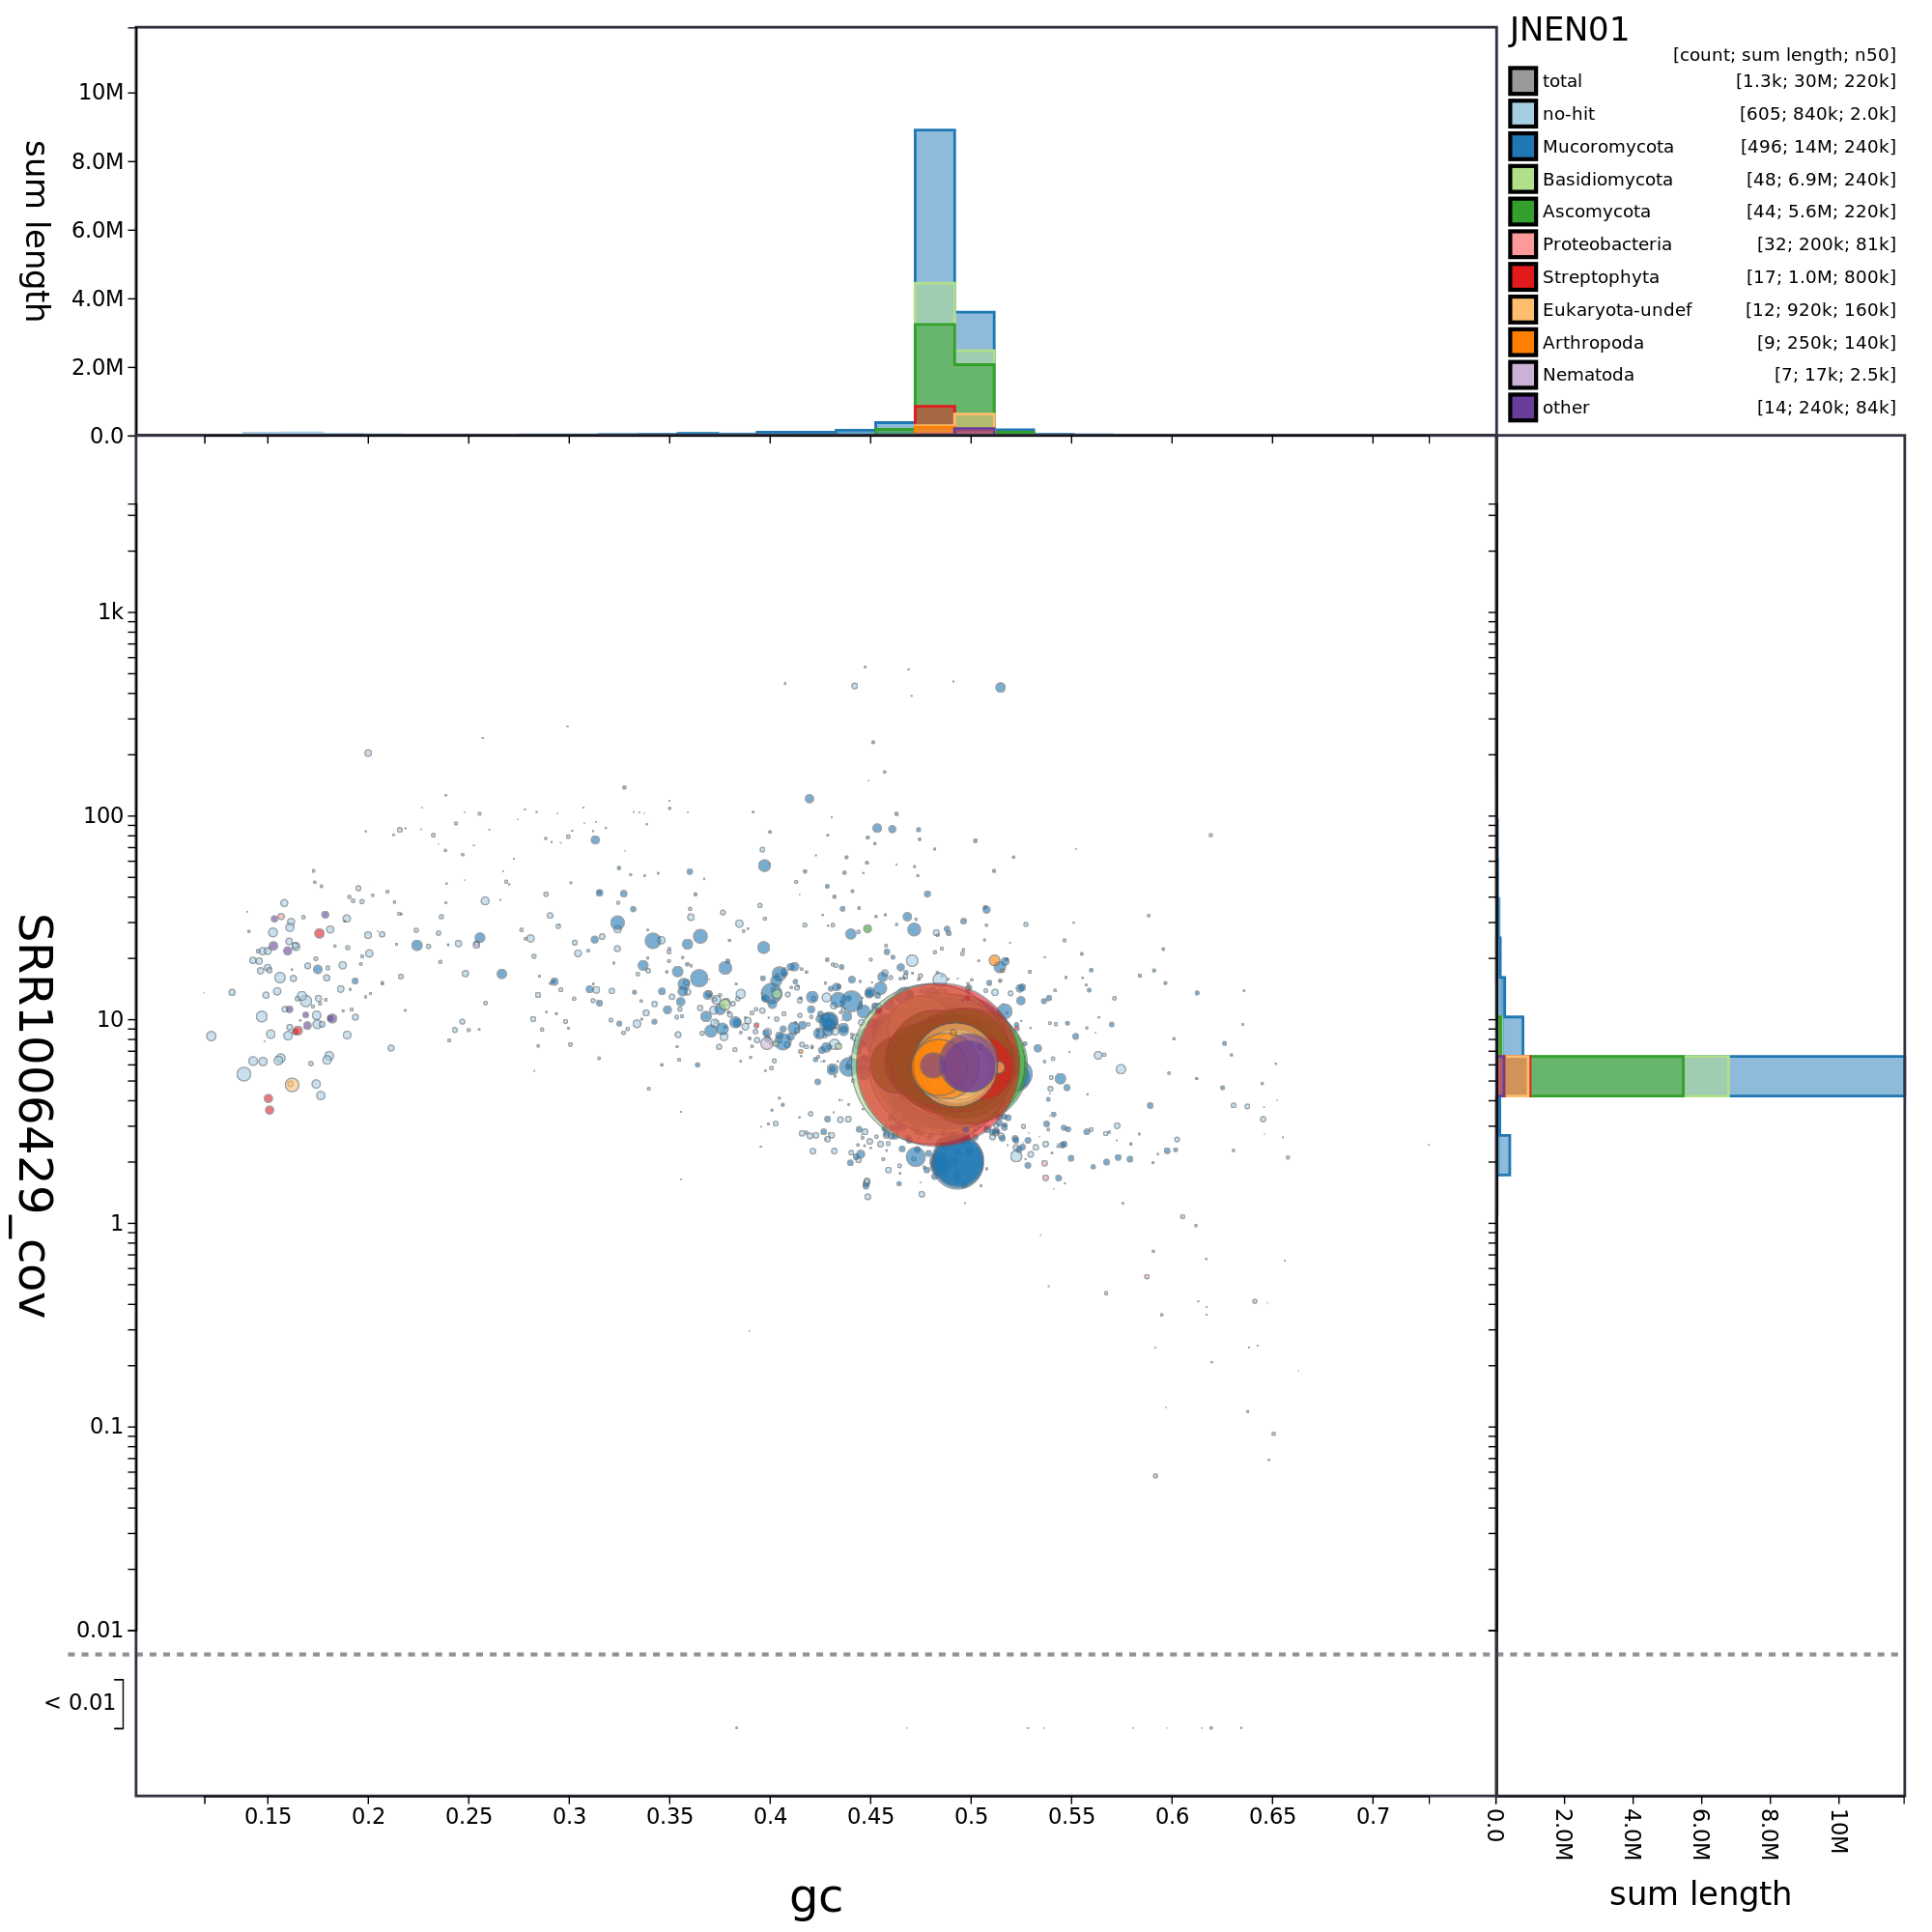 JNEN01
[count; sum length; n50]
total [1.3k; 30M; 220k]
no-hit [605; 840k; 2.0k]
Mucoromycota [496; 14M; 240k]
Basidiomycota [48; 6.9M; 240k]
Ascomycota [44; 5.6M; 220k]
Proteobacteria [32; 200k; 81k]
Streptophyta [17; 1.0M; 800k]
Eukaryota-undef [12; 920k; 160k]
Arthropoda [9; 250k; 140k]
Nematoda [7; 17k; 2.5k]
other [14; 240k; 84k]
sum length
10M
8.0M
6.0M
4.0M
2.0M
0.0
SRR1006429_cov
1k
100
10
1
0.1
0.01
< 0.01
0.15 0.2 0.25 0.3 0.35 0.4 0.45 0.5 0.55 0.6 0.65 0.7
gc
0.0 2.0M 4.0M 6.0M 8.0M 10M
sum length